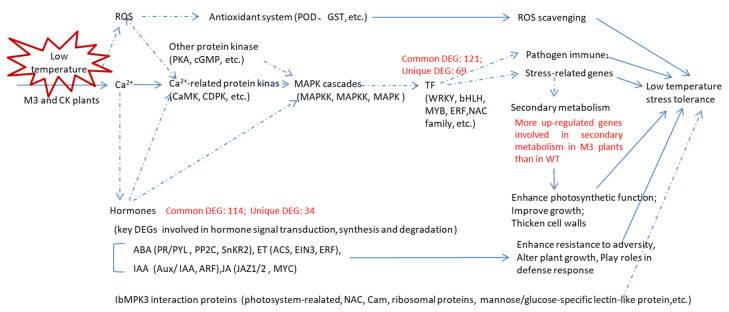 ROS
Antioxidant system (POD、GST, etc.)
ROS scavenging
Low
temperature
M3 and CK plants
Other protein kinase
(PKA, cGMP, etc.)
Ca²⁺
Ca²⁺-related protein kinas
(CaMK, CDPK, etc.)
MAPK cascades
(MAPKK, MAPKK, MAPK )
Common DEG: 121;
Unique DEG: 69
TF
(WRKY, bHLH,
MYB, ERF,NAC
family, etc.)
Pathogen immune;
Stress-related genes
Low temperature
stress tolerance
Secondary metabolism
More up-regulated genes
involved in secondary
metabolism in M3 plants
than in WT
Enhance photosynthetic function;
Improve growth;
Thicken cell walls
Hormones
Common DEG: 114; Unique DEG: 34
(key DEGs involved in hormone signal transduction, synthesis and degradation )
ABA (PR/PYL , PP2C, SnKR2), ET (ACS, EIN3, ERF),
IAA (Aux/ IAA, ARF),JA (JAZ1/2 , MYC)
Enhance resistance to adversity,
Alter plant growth, Play roles in
defense response
IbMPK3 interaction proteins (photosystem-realated, NAC, Cam, ribosomal proteins, mannose/glucose-specific lectin-like protein,etc.)